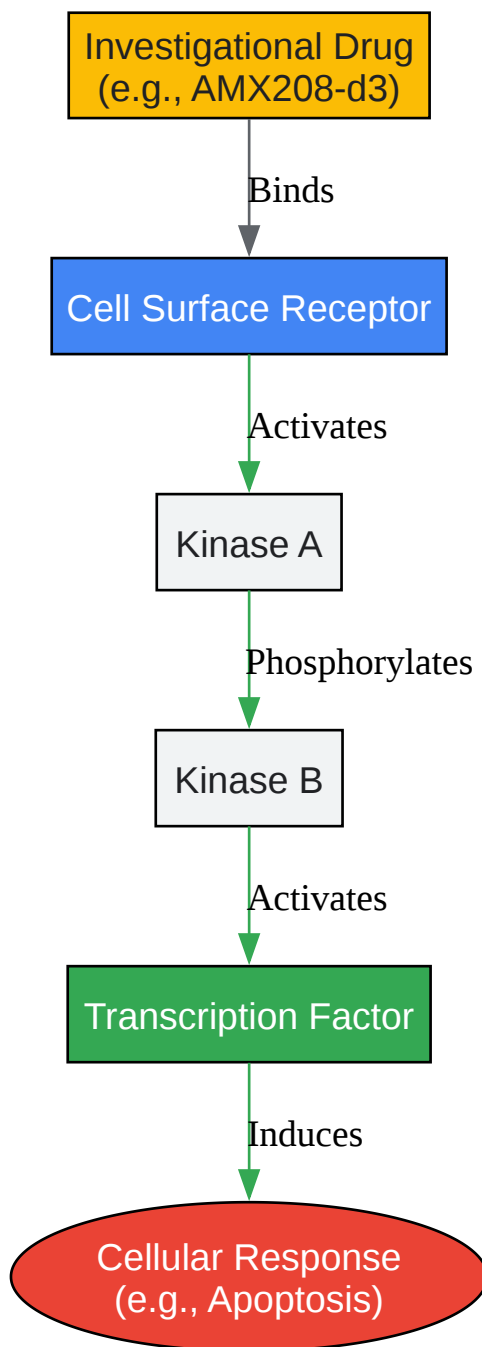 Investigational Drug
(e.g., AMX208-d3)
Binds
Cell Surface Receptor
Activates
Kinase A
Phosphorylates
Kinase B
Activates
Transcription Factor
Induces
Cellular Response
(e.g., Apoptosis)